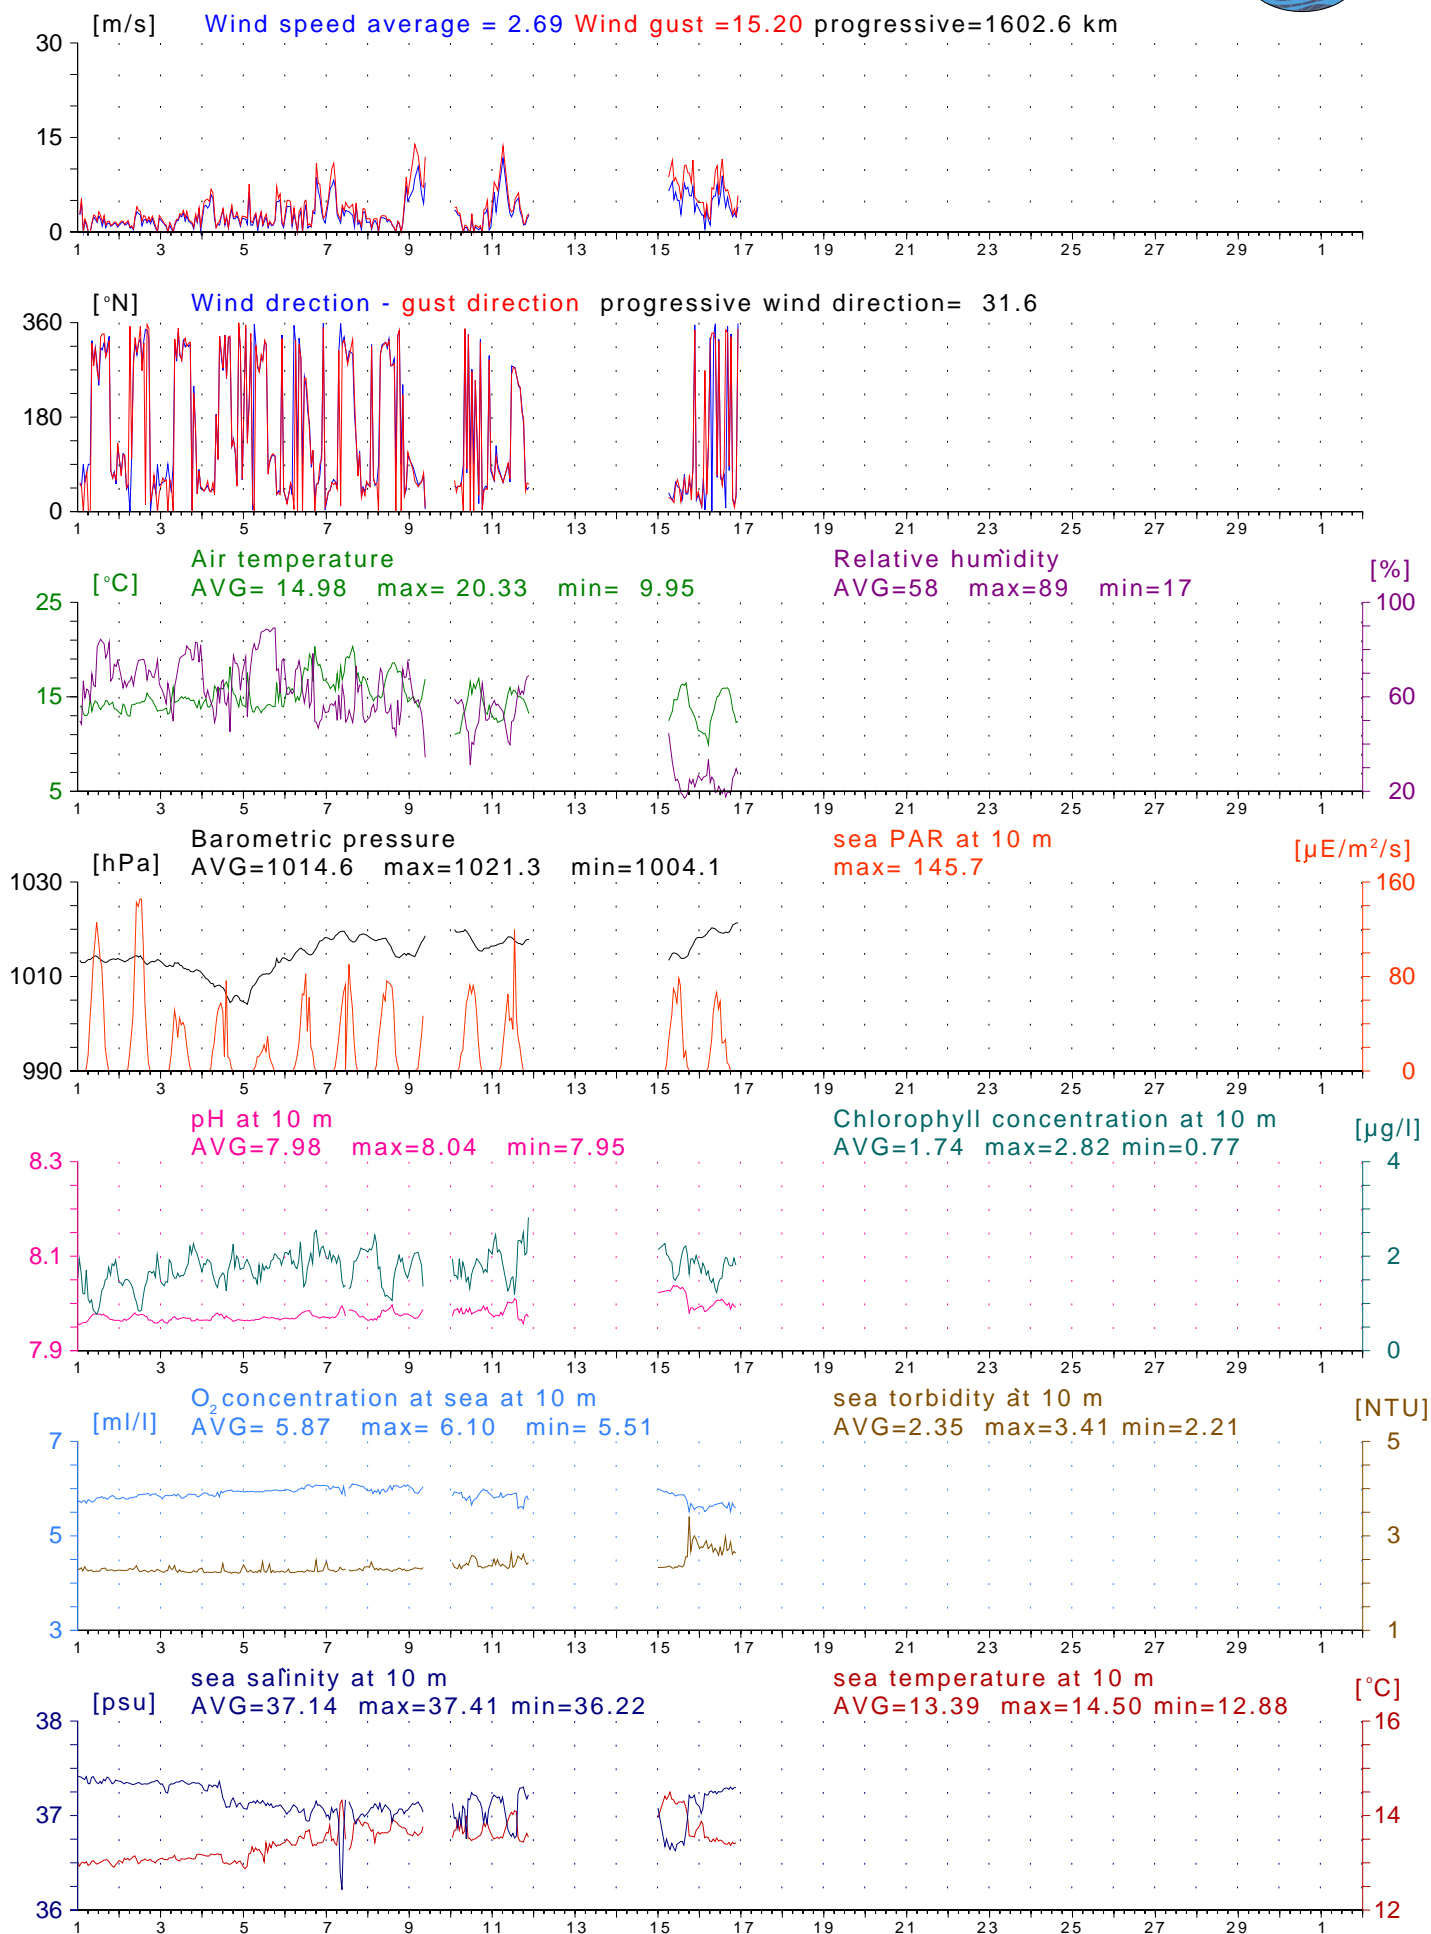 [m/s] Wind speed average = 2.69 Wind gust =15.20 progressive=1602.6 km
30
15
0
1 3 5 7 9 11 13 15 17 19 21 23 25 27 29 1
[°N] Wind drection - gust direction progressive wind direction= 31.6
360
180
0
1 3 5 7 9 11 13 15 17 19 21 23 25 27 29 1
Air temperature Relative humidity
[°C] AVG= 14.98 max= 20.33 min= 9.95 AVG=58 max=89 min=17 [%]
25 100
15 60
5 20
1 3 5 7 9 11 13 15 17 19 21 23 25 27 29 1
Barometric pressure sea PAR at 10 m
[hPa] AVG=1014.6 max=1021.3 min=1004.1 max= 145.7 [µE/m²/s]
1030 160
1010 80
990 0
1 3 5 7 9 11 13 15 17 19 21 23 25 27 29 1
pH at 10 m Chlorophyll concentration at 10 m
AVG=7.98 max=8.04 min=7.95 AVG=1.74 max=2.82 min=0.77 [µg/l]
8.3 4
8.1 2
7.9 0
1 3 5 7 9 11 13 15 17 19 21 23 25 27 29 1
O₂ concentration at sea at 10 m sea torbidity at 10 m
[ml/l] AVG= 5.87 max= 6.10 min= 5.51 AVG=2.35 max=3.41 min=2.21 [NTU]
7 5
5 3
3 1
1 3 5 7 9 11 13 15 17 19 21 23 25 27 29 1
sea salinity at 10 m sea temperature at 10 m
[psu] AVG=37.14 max=37.41 min=36.22 AVG=13.39 max=14.50 min=12.88 [°C]
38 16
37 14
36 12
1 3 5 7 9 11 13 15 17 19 21 23 25 27 29 1